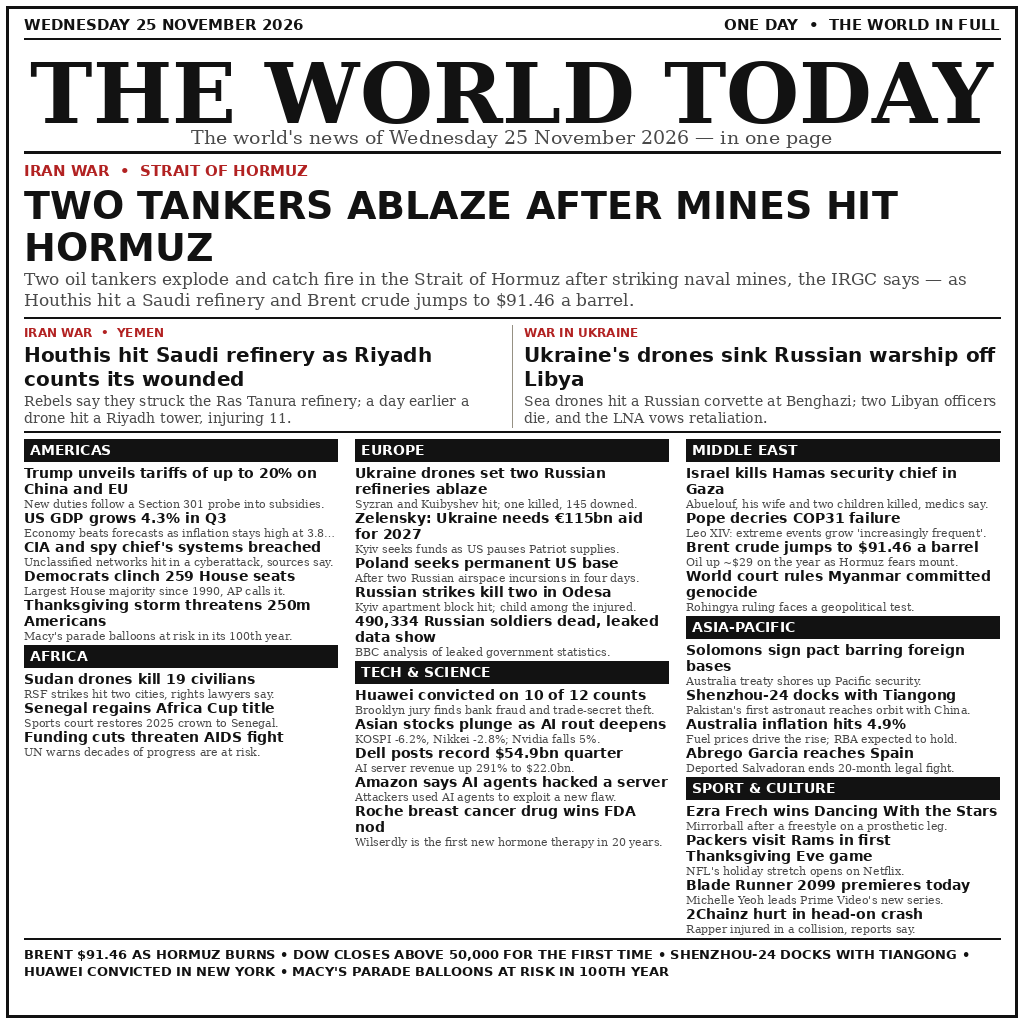 WEDNESDAY 25 NOVEMBER 2026
ONE DAY • THE WORLD IN FULL
THE WORLD TODAY
The world's news of Wednesday 25 November 2026 — in one page
IRAN WAR • STRAIT OF HORMUZ
TWO TANKERS ABLAZE AFTER MINES HIT
HORMUZ
Two oil tankers explode and catch fire in the Strait of Hormuz after striking naval mines, the IRGC says — as
Houthis hit a Saudi refinery and Brent crude jumps to $91.46 a barrel.
IRAN WAR • YEMEN
Houthis hit Saudi refinery as Riyadh
counts its wounded
Rebels say they struck the Ras Tanura refinery; a day earlier a
drone hit a Riyadh tower, injuring 11.
WAR IN UKRAINE
Ukraine's drones sink Russian warship off
Libya
Sea drones hit a Russian corvette at Benghazi; two Libyan officers
die, and the LNA vows retaliation.
AMERICAS
Trump unveils tariffs of up to 20% on
China and EU
New duties follow a Section 301 probe into subsidies.
US GDP grows 4.3% in Q3
Economy beats forecasts as inflation stays high at 3.8...
CIA and spy chief's systems breached
Unclassified networks hit in a cyberattack, sources say.
Democrats clinch 259 House seats
Largest House majority since 1990, AP calls it.
Thanksgiving storm threatens 250m
Americans
Macy's parade balloons at risk in its 100th year.
AFRICA
Sudan drones kill 19 civilians
RSF strikes hit two cities, rights lawyers say.
Senegal regains Africa Cup title
Sports court restores 2025 crown to Senegal.
Funding cuts threaten AIDS fight
UN warns decades of progress are at risk.
EUROPE
Ukraine drones set two Russian
refineries ablaze
Syzran and Kuibyshev hit; one killed, 145 downed.
Zelensky: Ukraine needs €115bn aid
for 2027
Kyiv seeks funds as US pauses Patriot supplies.
Poland seeks permanent US base
After two Russian airspace incursions in four days.
Russian strikes kill two in Odesa
Kyiv apartment block hit; child among the injured.
490,334 Russian soldiers dead, leaked
data show
BBC analysis of leaked government statistics.
TECH & SCIENCE
Huawei convicted on 10 of 12 counts
Brooklyn jury finds bank fraud and trade-secret theft.
Asian stocks plunge as AI rout deepens
KOSPI -6.2%, Nikkei -2.8%; Nvidia falls 5%.
Dell posts record $54.9bn quarter
AI server revenue up 291% to $22.0bn.
Amazon says AI agents hacked a server
Attackers used AI agents to exploit a new flaw.
Roche breast cancer drug wins FDA
nod
Wilserdly is the first new hormone therapy in 20 years.
MIDDLE EAST
Israel kills Hamas security chief in
Gaza
Abuelouf, his wife and two children killed, medics say.
Pope decries COP31 failure
Leo XIV: extreme events grow 'increasingly frequent'.
Brent crude jumps to $91.46 a barrel
Oil up ~$29 on the year as Hormuz fears mount.
World court rules Myanmar committed
genocide
Rohingya ruling faces a geopolitical test.
ASIA-PACIFIC
Solomons sign pact barring foreign
bases
Australia treaty shores up Pacific security.
Shenzhou-24 docks with Tiangong
Pakistan's first astronaut reaches orbit with China.
Australia inflation hits 4.9%
Fuel prices drive the rise; RBA expected to hold.
Abrego Garcia reaches Spain
Deported Salvadoran ends 20-month legal fight.
SPORT & CULTURE
Ezra Frech wins Dancing With the Stars
Mirrorball after a freestyle on a prosthetic leg.
Packers visit Rams in first
Thanksgiving Eve game
NFL's holiday stretch opens on Netflix.
Blade Runner 2099 premieres today
Michelle Yeoh leads Prime Video's new series.
2Chainz hurt in head-on crash
Rapper injured in a collision, reports say.
BRENT $91.46 AS HORMUZ BURNS • DOW CLOSES ABOVE 50,000 FOR THE FIRST TIME • SHENZHOU-24 DOCKS WITH TIANGONG •
HUAWEI CONVICTED IN NEW YORK • MACY'S PARADE BALLOONS AT RISK IN 100TH YEAR